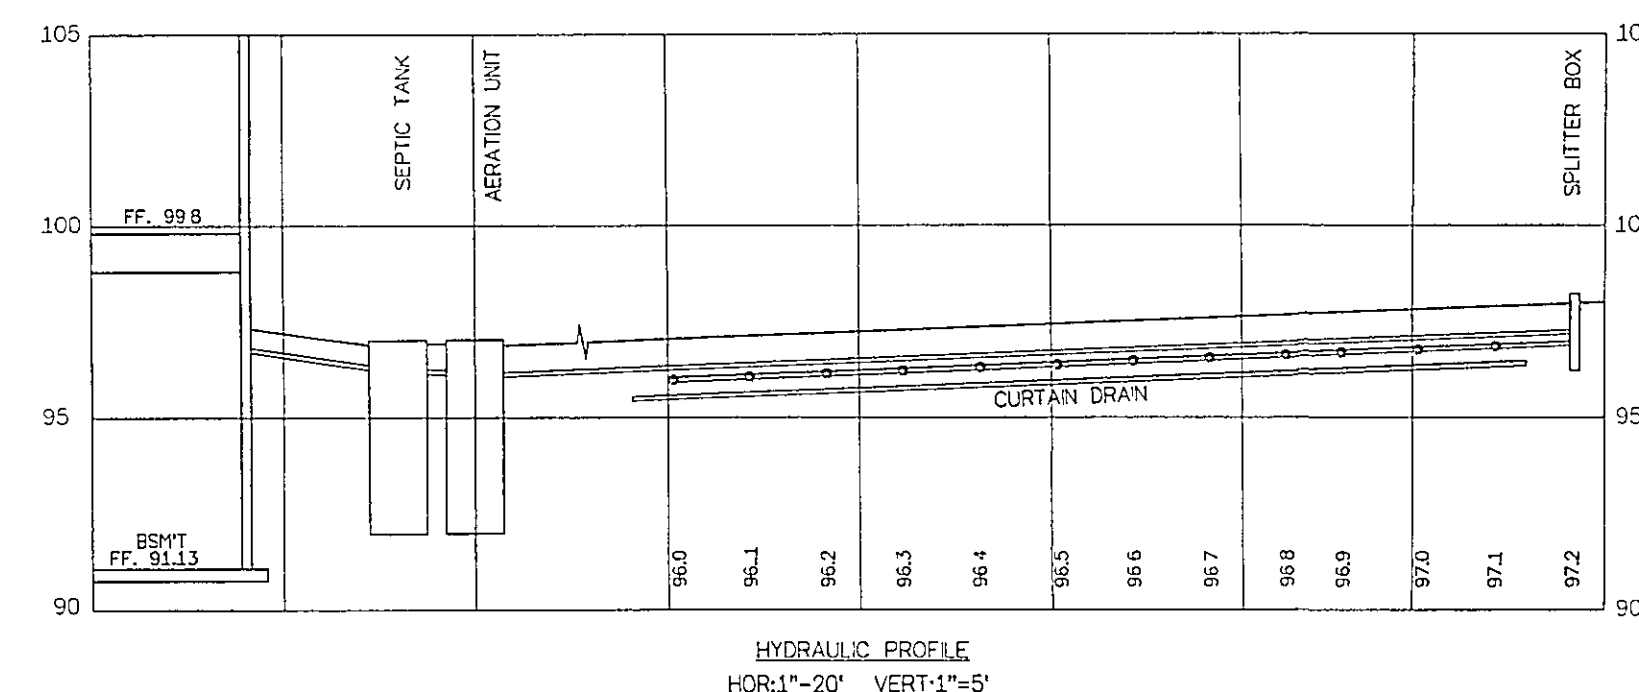 105
10
SEPTIC TANK
AERATION UNIT
SPLITTER BOX
FF. 99.8
100
10
95
95
CURTAIN DRAIN
BSM'T
FF. 91.13
96.0
96.1
96.2
96.3
96.4
96.5
96.6
96.7
96.8
96.9
97.0
97.1
97.2
90
90
HYDRAULIC PROFILE
HOR:1"-20' VERT:1"=5'